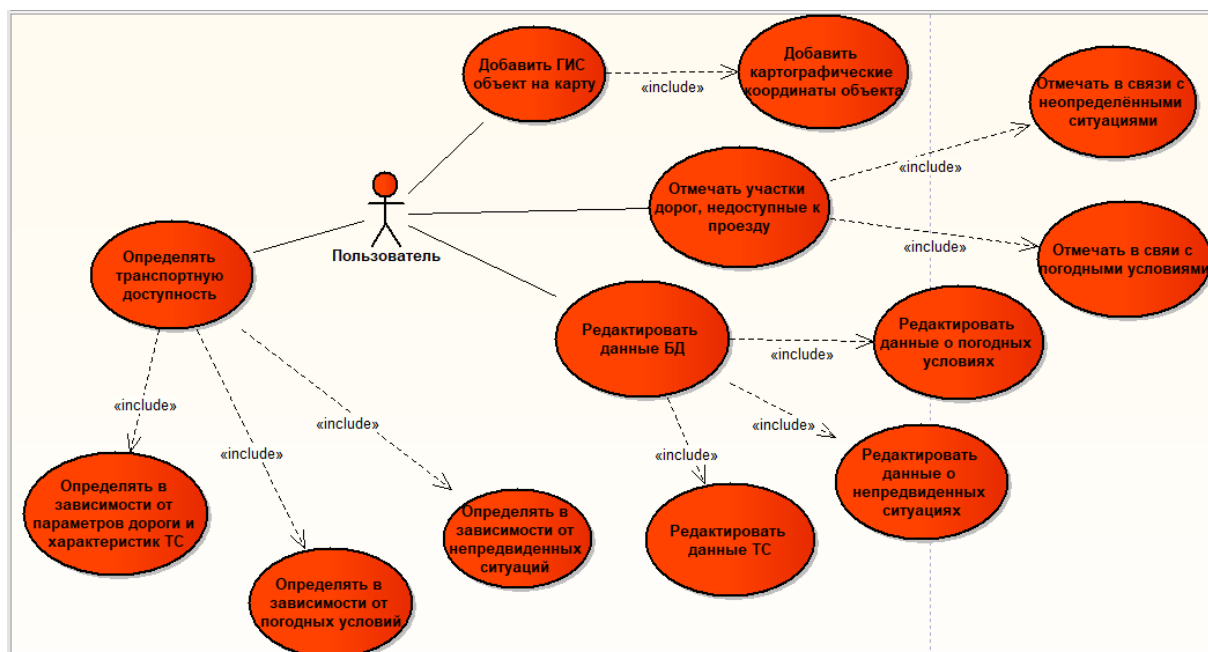 Добавить ГИС
объект на карту
«include»
Добавить
картографические
координаты объекта
Отмечать в связи с
неопределёнными
ситуациями
«include»
Отмечать участки
дорог, недоступные к
проезду
«include»
Отмечать в свяи с
погодными условиями
Пользователь
Определять
транспортную
доступность
Редактировать
данные БД
«include»
Редактировать
данные о погодных
условиях
«include»
«include»
«include»
«include»
«include»
Определять в
зависимости от
параметров дороги и
характеристик ТС
Определять в
зависимости от
непредвиденных
ситуаций
Редактировать
данные ТС
Редактировать
данные о
непредвиденных
ситуациях
Определять в
зависимости от
погодных условий